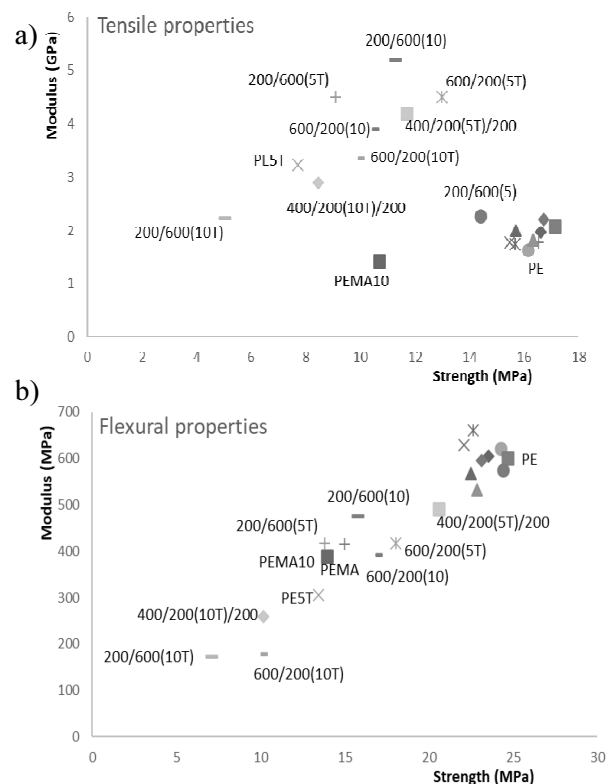 a)
Tensile properties
Modulus (GPa)
6
5
4
3
2
1
0
200/600(10)
200/600(5T)
600/200(5T)
400/200(5T)/200
600/200(10)
600/200(10T)
PE5T
400/200(10T)/200
200/600(5)
200/600(10T)
PEMA10
PE
0 2 4 6 8 10 12 14 16 18
Strength (MPa)
b)
Flexural properties
Modulus (MPa)
700
600
500
400
300
200
100
0
PE
200/600(10)
400/200(5T)/200
200/600(5T)
600/200(5T)
PEMA10
PEMA
600/200(10)
PE5T
400/200(10T)/200
200/600(10T)
600/200(10T)
0 5 10 15 20 25 30
Strength (MPa)